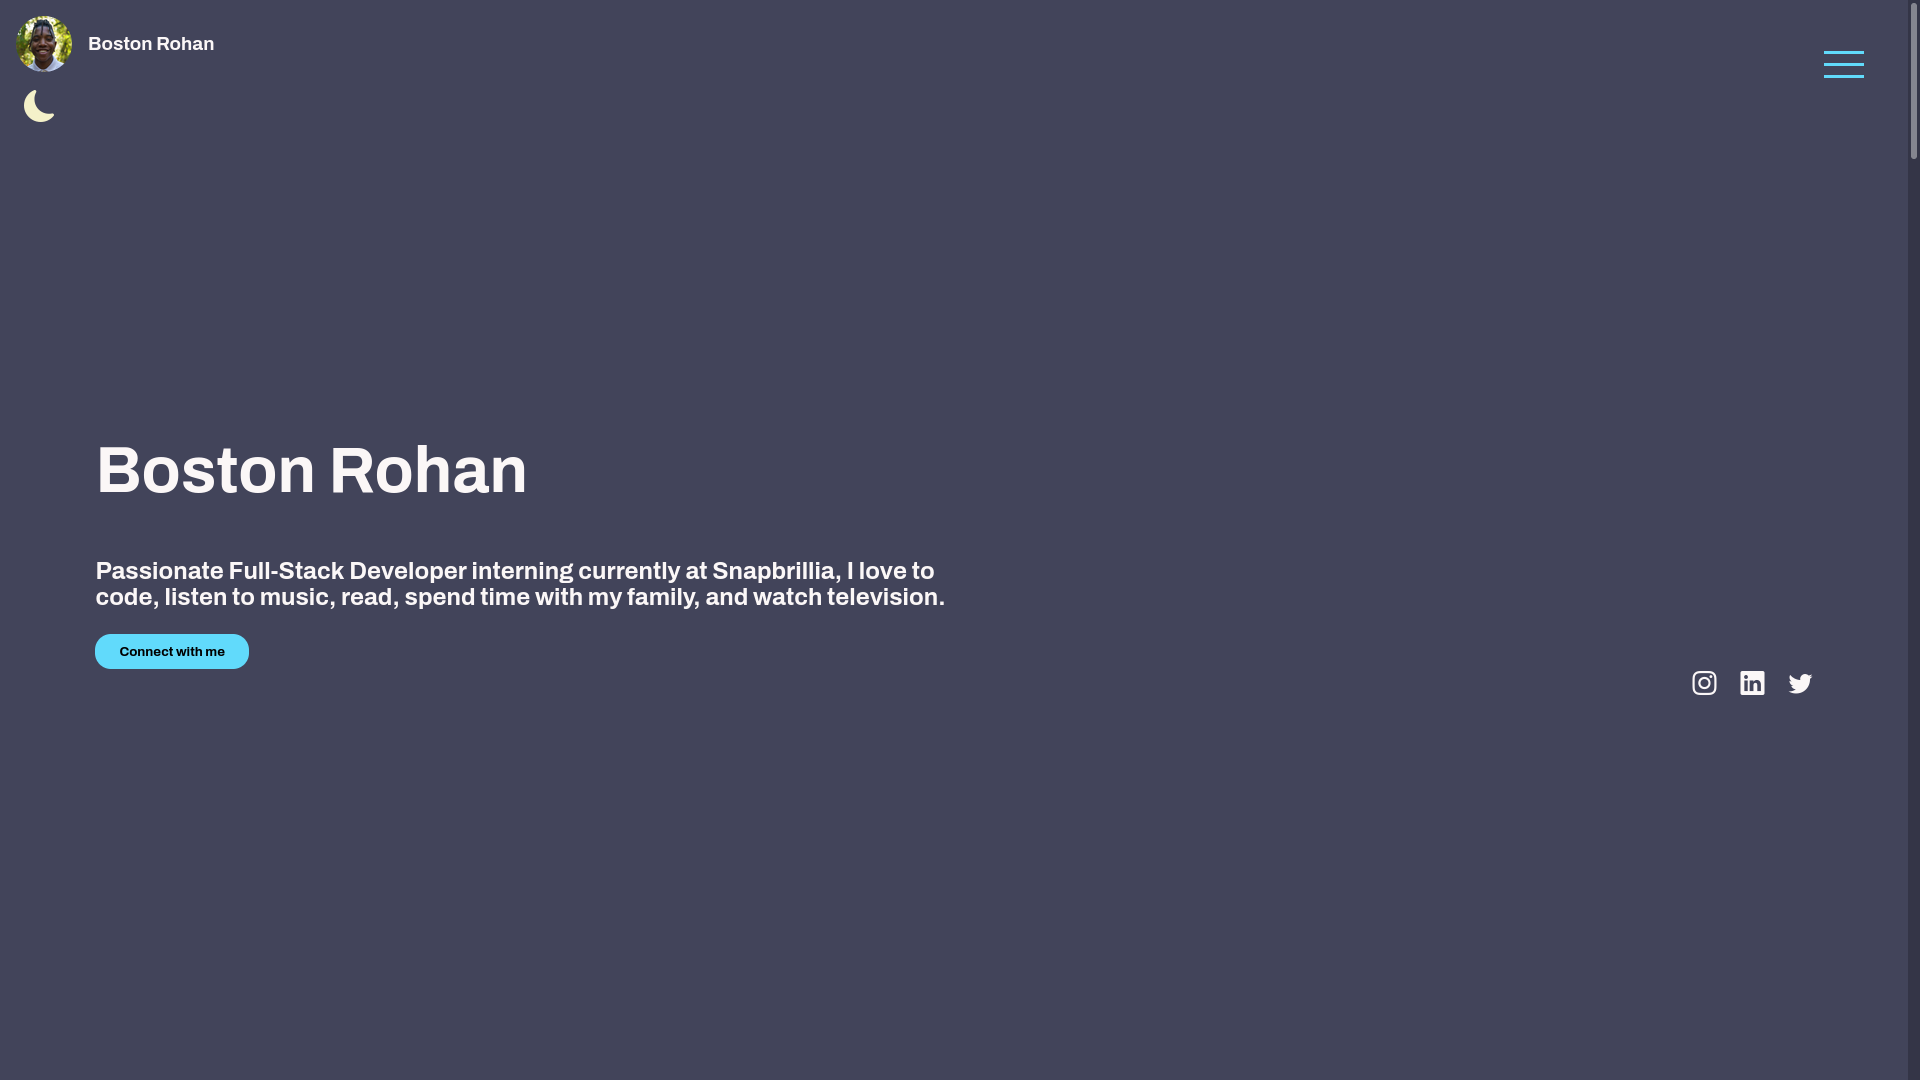 Boston Rohan
Boston Rohan
Passionate Full-Stack Developer interning currently at Snapbrillia, I love to
code, listen to music, read, spend time with my family, and watch television.
Connect with me